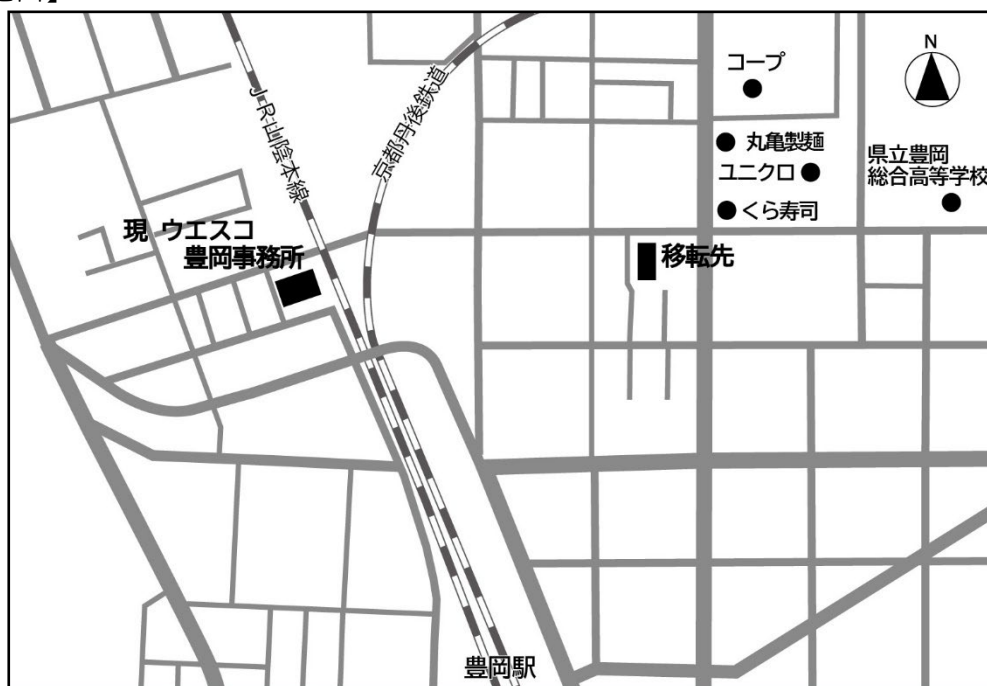 N
コープ
丸亀製麺
ユニクロ
くら寿司
県立豊岡
総合高等学校
JR山陰本線
京都丹後鉄道
現 ウエスコ
豊岡事務所
移転先
豊岡駅